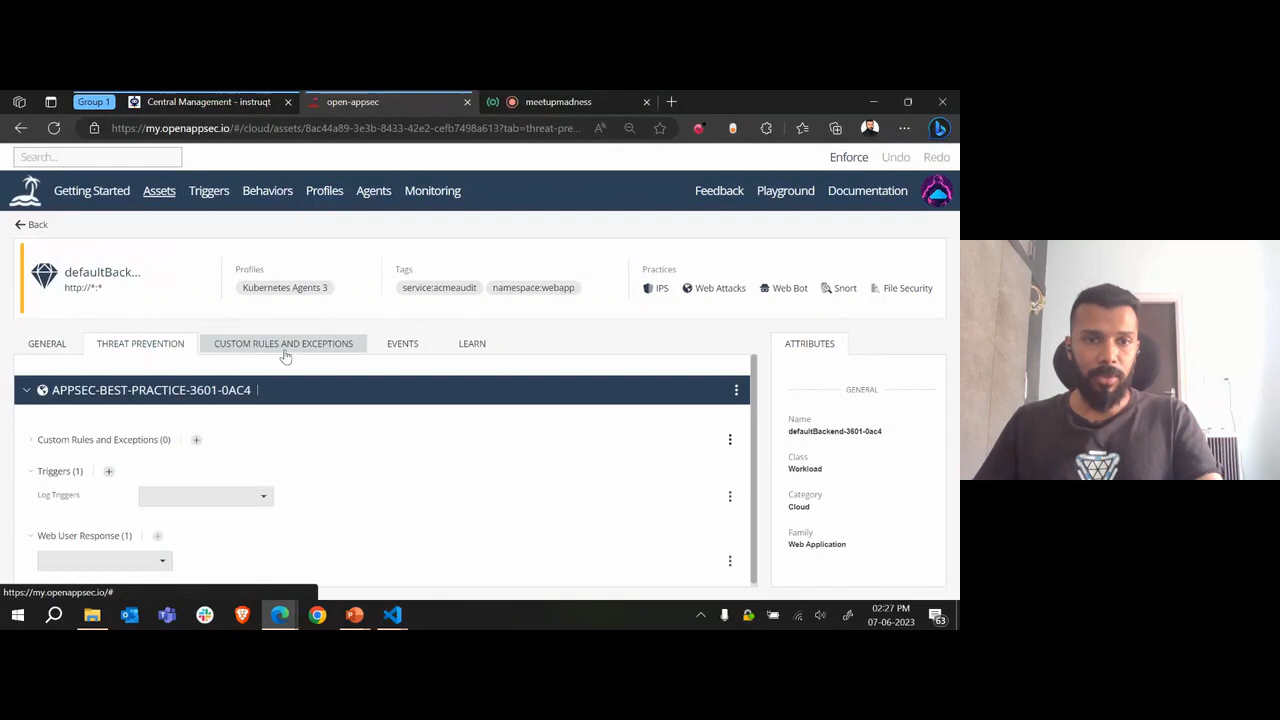 Group 1
Central Management - instruqt
open-appsec
meetupmadness
https://my.openappsec.io/#/cloud/assets/8ac44a89-3e3b-8433-42e2-cefb7498a613?tab=threat-pre...
Search...
Enforce
Undo
Redo
Getting Started
Assets
Triggers
Behaviors
Profiles
Agents
Monitoring
Feedback
Playground
Documentation
Back
defaultBack...
http://*:*
Profiles
Kubernetes Agents 3
Tags
service:acmeaudit
namespace:webapp
Practices
IPS
Web Attacks
Web Bot
Snort
File Security
GENERAL
THREAT PREVENTION
CUSTOM RULES AND EXCEPTIONS
EVENTS
LEARN
ATTRIBUTES
APPSEC-BEST-PRACTICE-3601-0AC4 |
Custom Rules and Exceptions (0)
Triggers (1)
Log Triggers
Web User Response (1)
GENERAL
Name
defaultBackend-3601-0ac4
Class
Workload
Category
Cloud
Family
Web Application
https://my.openappsec.io/#
02:27 PM
07-06-2023
63